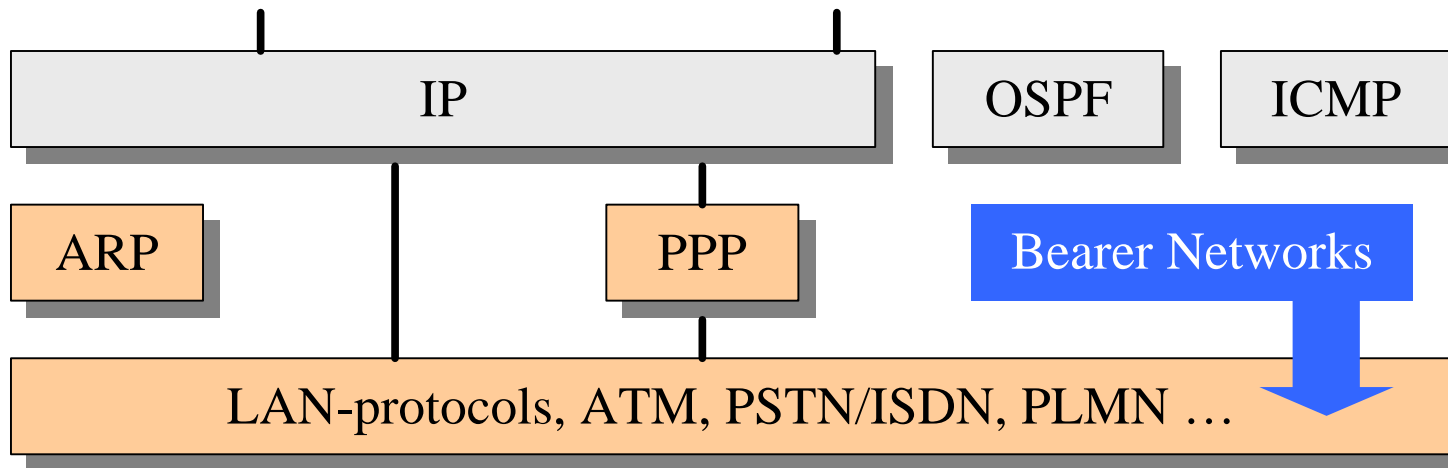 IP
OSPF
ICMP
ARP
PPP
Bearer Networks
LAN-protocols, ATM, PSTN/ISDN, PLMN …